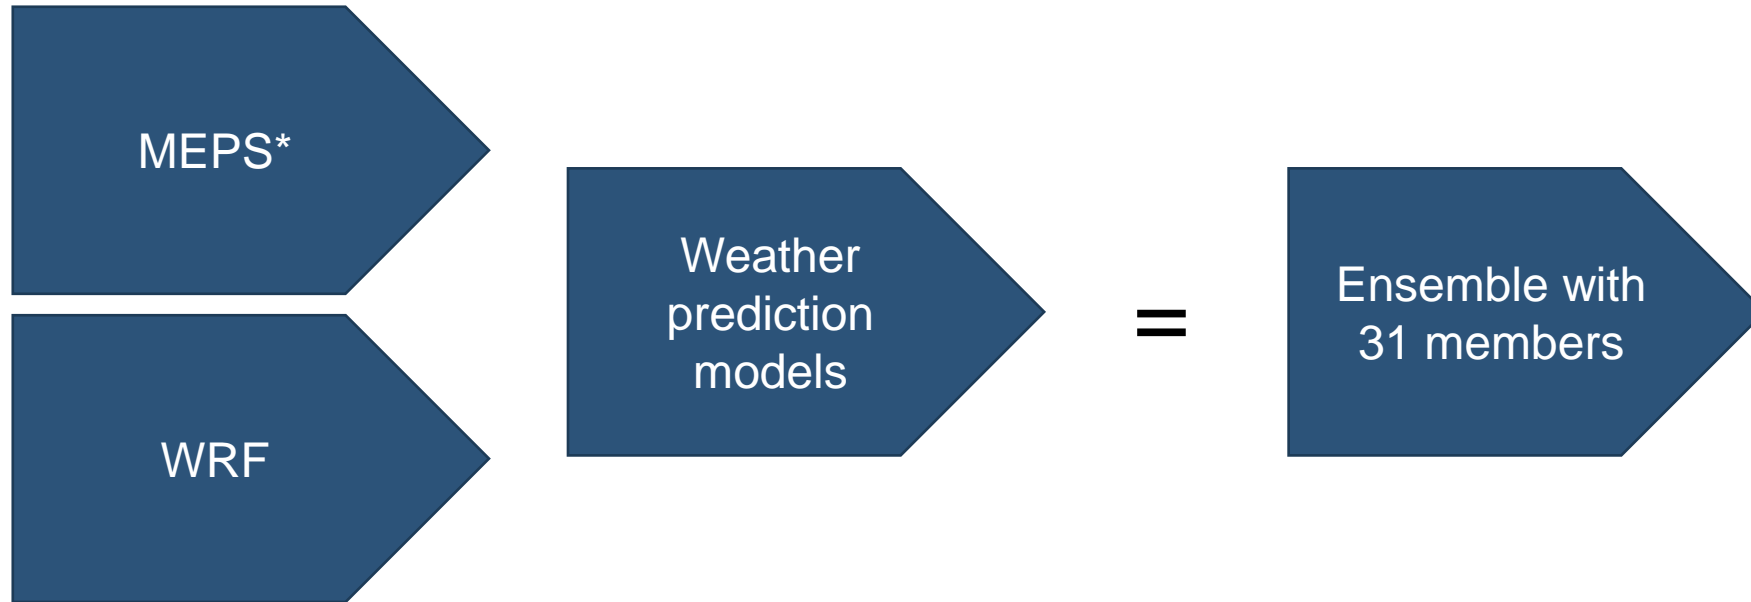 MEPS*
WRF
Weather
prediction
models
=
Ensemble with
31 members